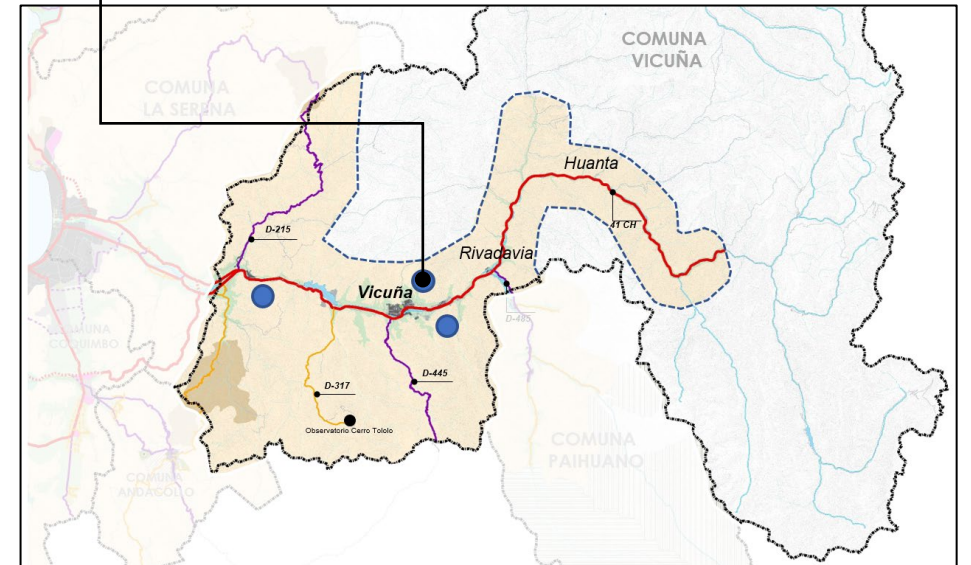 COMUNA
VICUÑA
COMUNA
LA SERENA
Huanta
41 CH
D-215
Rivadavia
Vicuña
D-485
COMUNA
COQUIMBO
D-317
D-445
Observatorio Cerro Tololo
COMUNA
PAIHUANO
COMUNA
ANDACOLLO